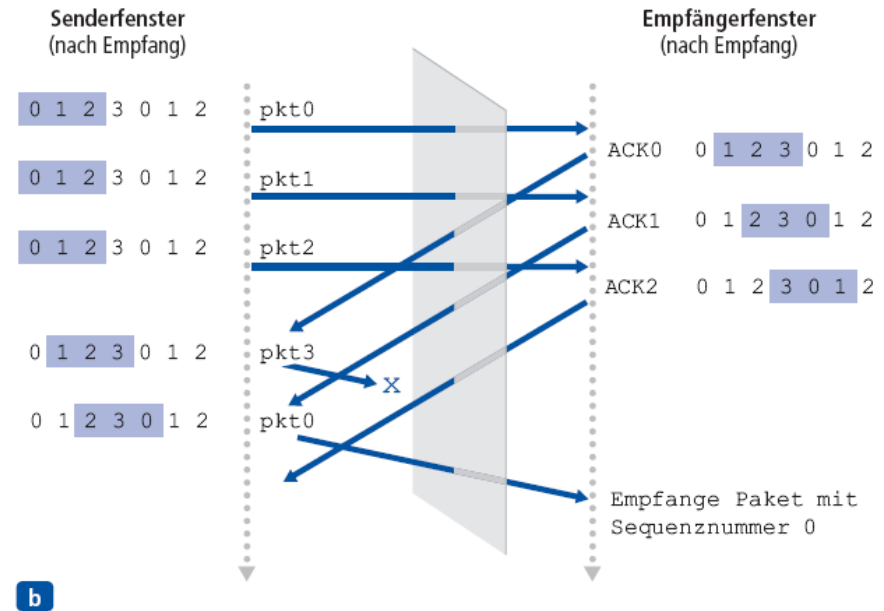 Senderfenster
(nach Empfang)
Empfängerfenster
(nach Empfang)
0 1 2 3 0 1 2
pkt0
ACK0 0 1 2 3 0 1 2
0 1 2 3 0 1 2
pkt1
ACK1 0 1 2 3 0 1 2
0 1 2 3 0 1 2
pkt2
ACK2 0 1 2 3 0 1 2
0 1 2 3 0 1 2
pkt3
X
0 1 2 3 0 1 2
pkt0
Empfange Paket mit
Sequenznummer 0
b